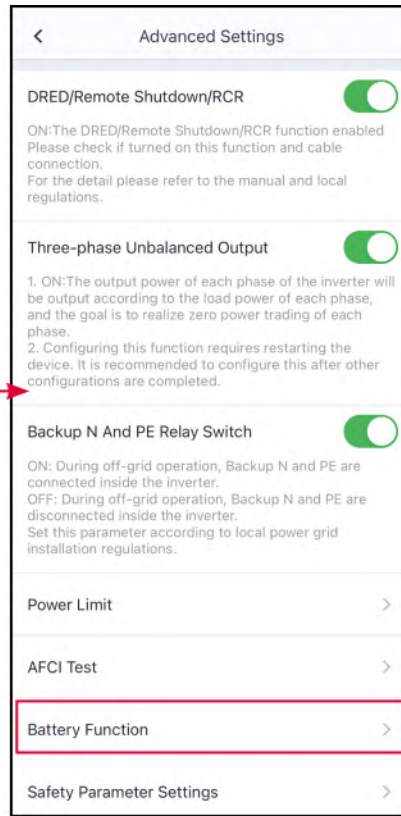 Advanced Settings
DRED/Remote Shutdown/RCR
ON:The DRED/Remote Shutdown/RCR function enabled
Please check if turned on this function and cable
connection.
For the detail please refer to the manual and local
regulations.
Three-phase Unbalanced Output
1. ON:The output power of each phase of the inverter will
be output according to the load power of each phase,
and the goal is to realize zero power trading of each
phase.
2. Configuring this function requires restarting the
device. It is recommended to configure this after other
configurations are completed.
Backup N And PE Relay Switch
ON: During off-grid operation, Backup N and PE are
connected inside the inverter.
OFF: During off-grid operation, Backup N and PE are
disconnected inside the inverter.
Set this parameter according to local power grid
installation regulations.
Power Limit
AFCI Test
Battery Function
Safety Parameter Settings